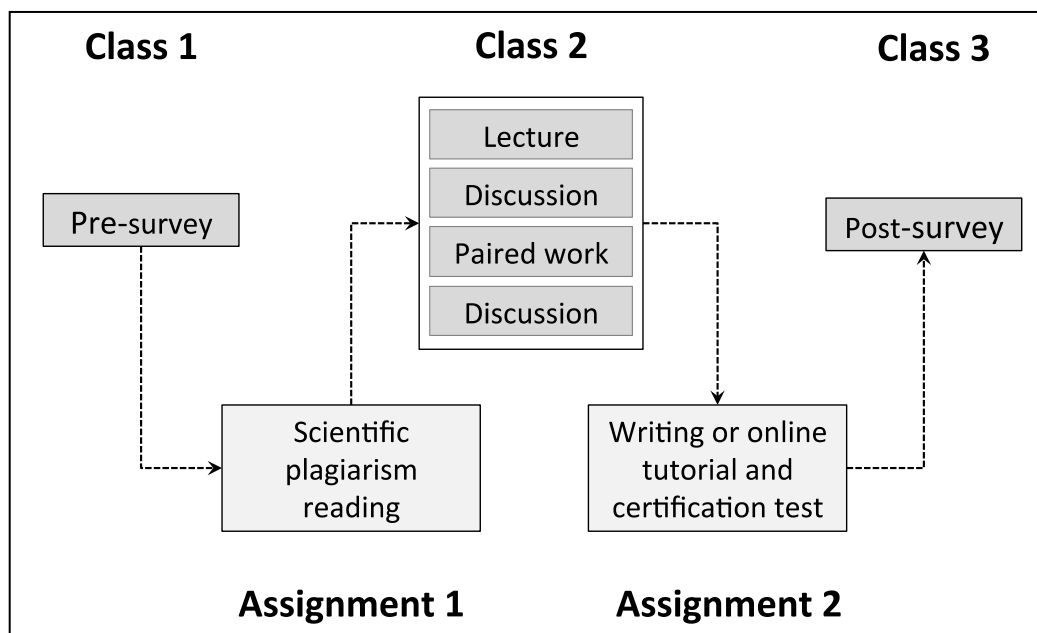 Class 1
Class 2
Class 3
Pre-survey
Lecture
Discussion
Paired work
Discussion
Post-survey
Scientific
plagiarism
reading
Writing or online
tutorial and
certification test
Assignment 1
Assignment 2